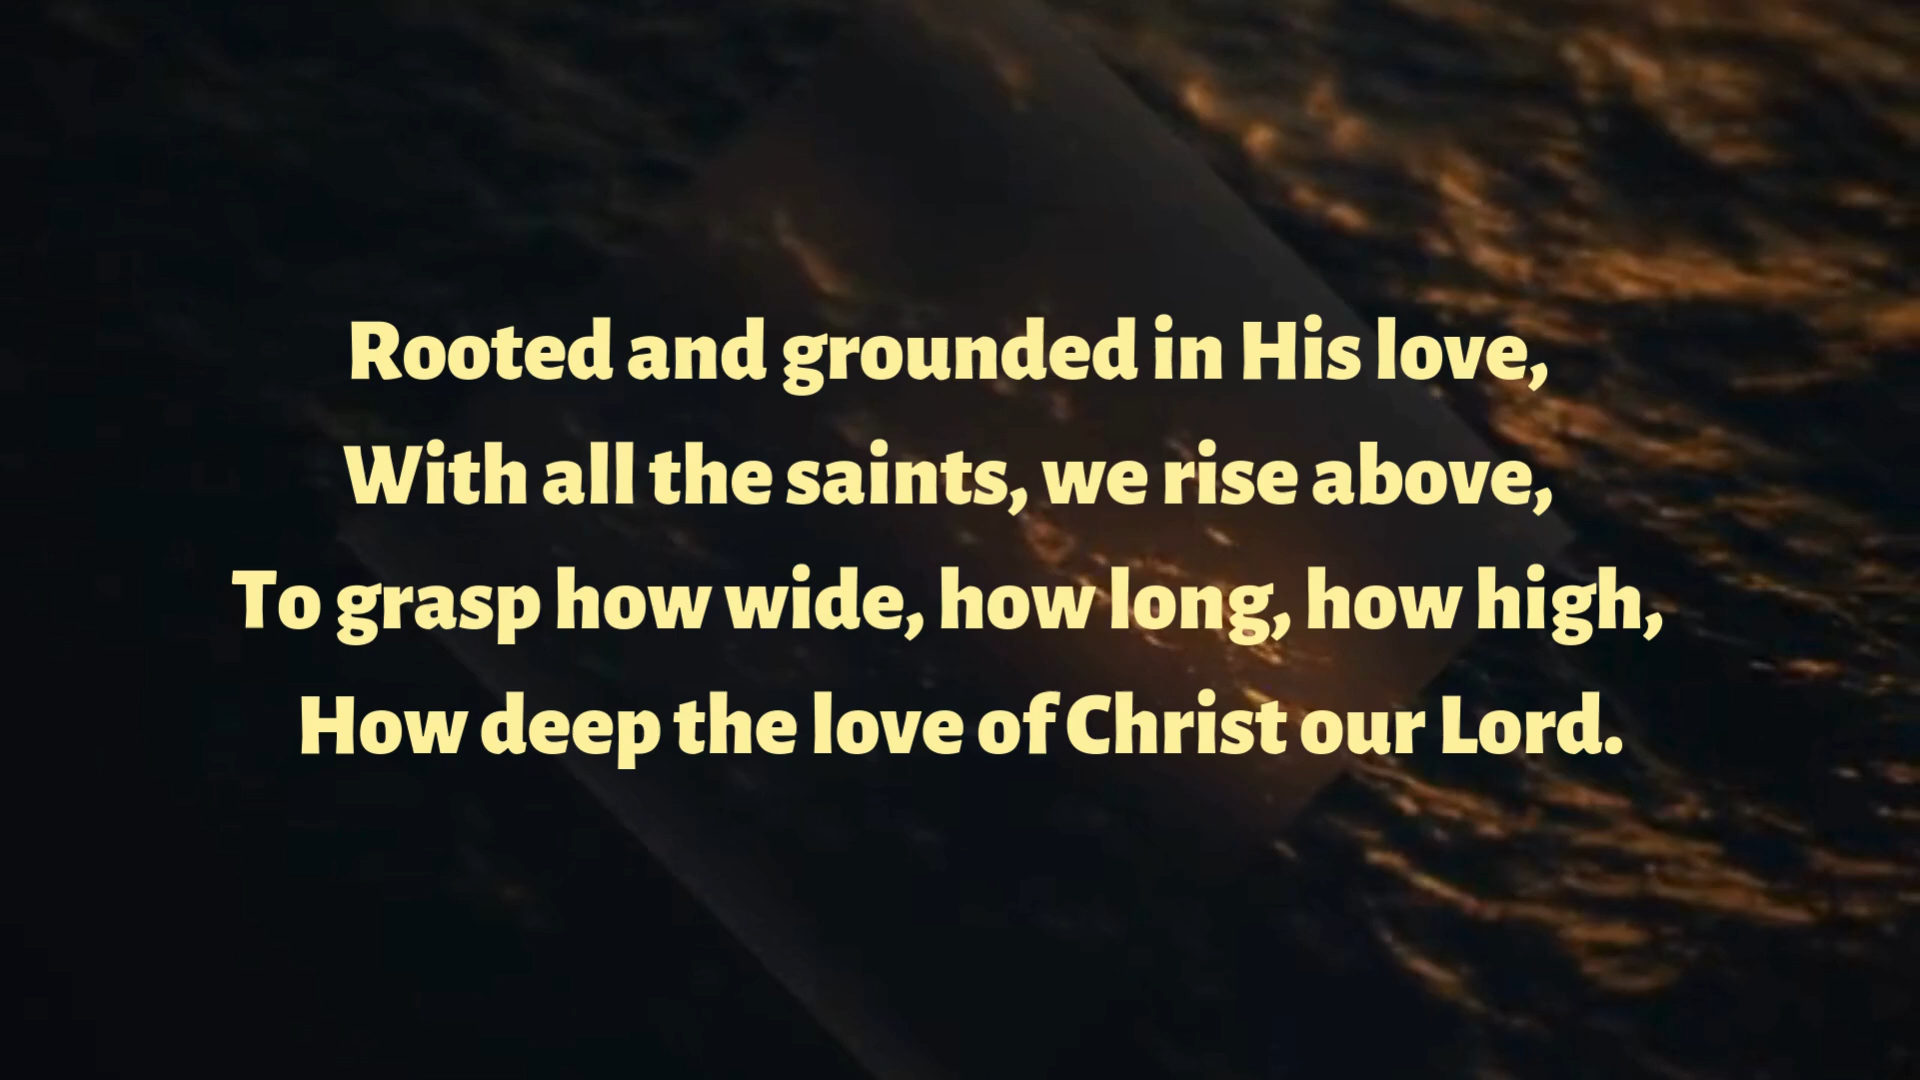 Rooted and grounded in His love,
With all the saints, we rise above,
To grasp how wide, how long, how high,
How deep the love of Christ our Lord.